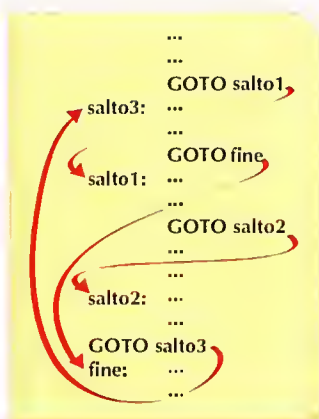 ...
...
GOTO salto1
salto3: ...
...
GOTO fine
salto1: ...
...
GOTO salto2
...
...
salto2: ...
...
GOTO salto3
fine: ...
...